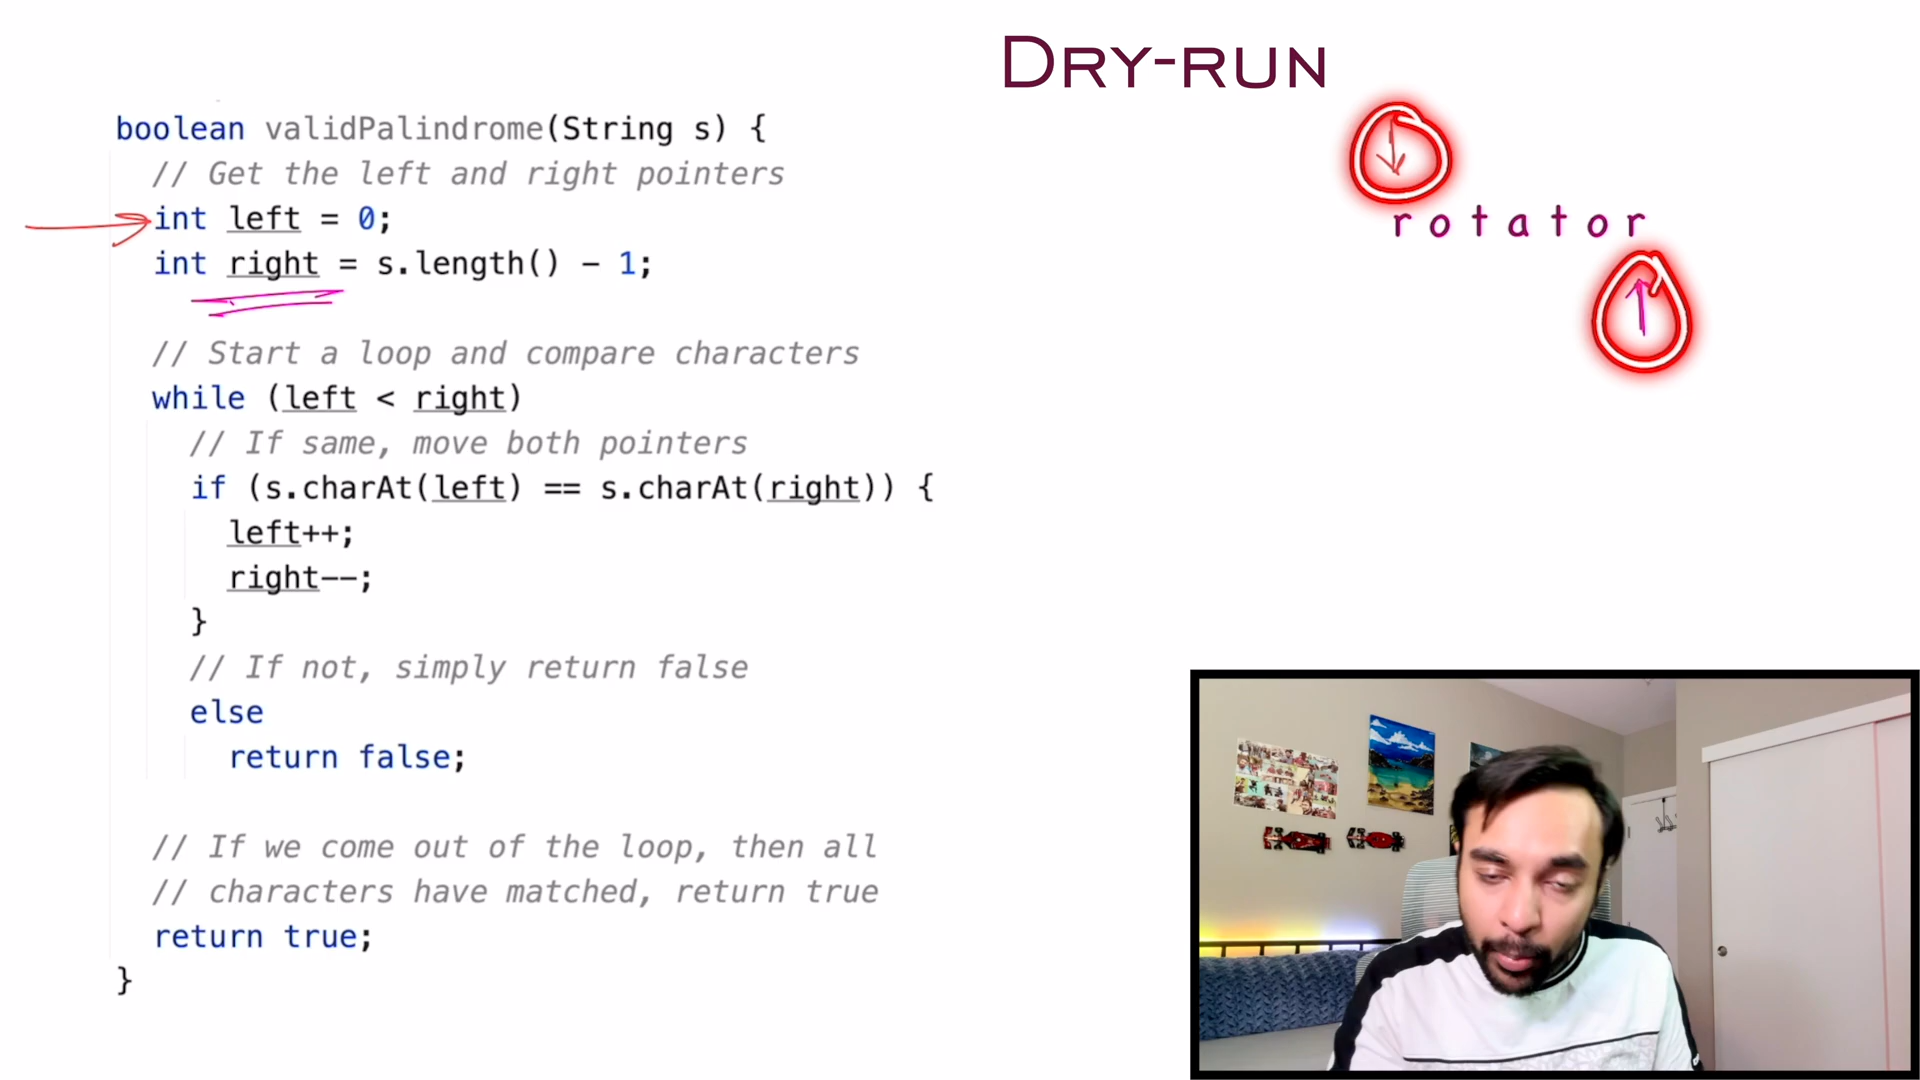 DRY-RUN
boolean validPalindrome(String s) {
// Get the left and right pointers
int left = 0;
int right = s.length() - 1;
// Start a loop and compare characters
while (left < right)
// If same, move both pointers
if (s.charAt(left) == s.charAt(right)) {
left++;
right--;
}
// If not, simply return false
else
return false;
// If we come out of the loop, then all
// characters have matched, return true
return true;
}
rotator